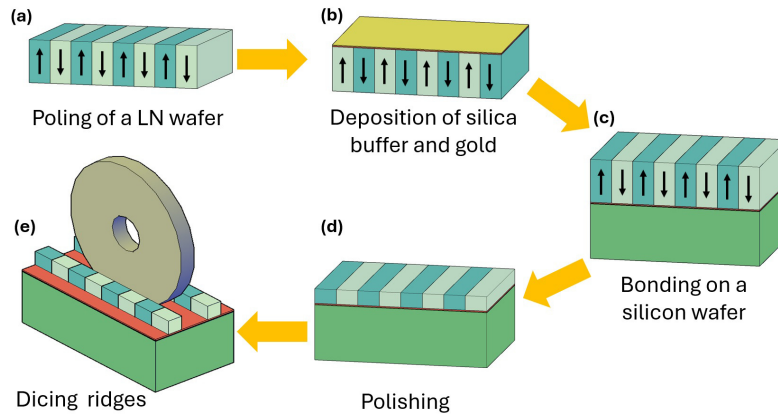 (a)
Poling of a LN wafer
(b)
Deposition of silica
buffer and gold
(c)
Bonding on a
silicon wafer
(d)
Polishing
(e)
Dicing ridges